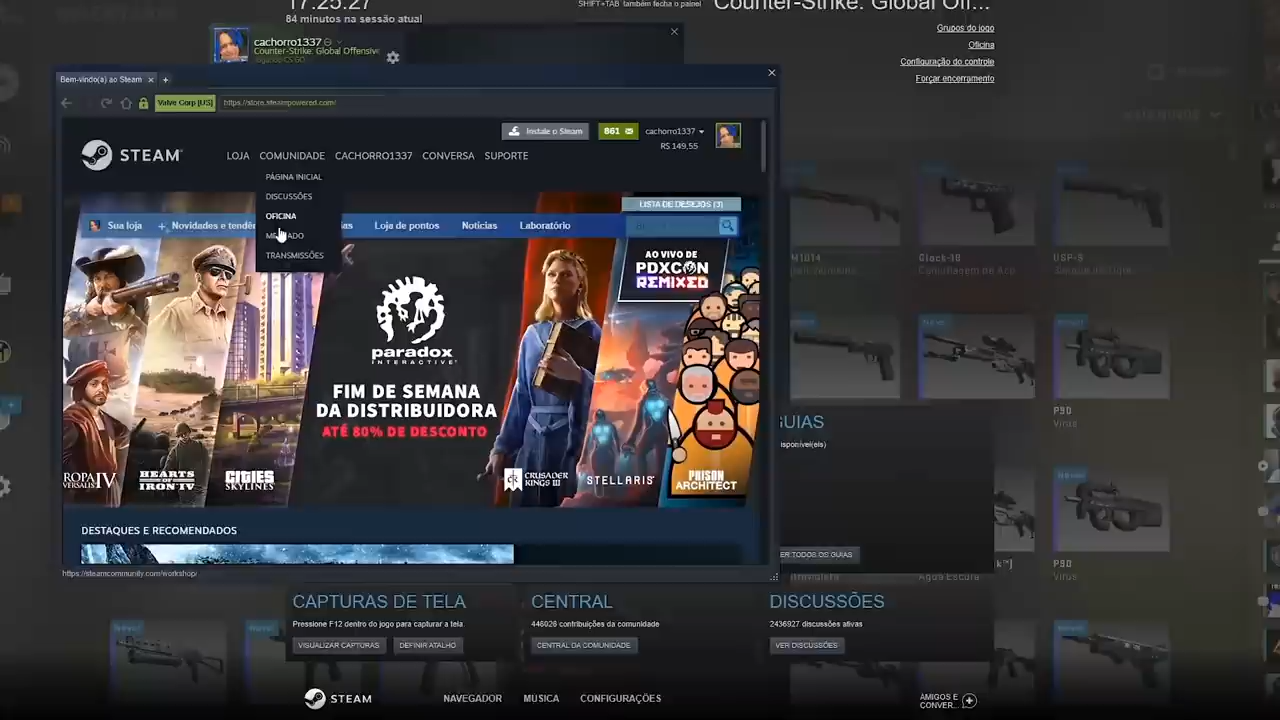 17:25:27
84 minutos na sessão atual
SHIFT+TAB também fecha o painel
Counter-Strike: Global Off...
Grupos do jogo
Oficina
Configuração do controle
Forçar encerramento
cachorro1337
Counter-Strike: Global Offensive
Bem-vindo(a) ao Steam
Valve Corp [US]
https://store.steampowered.com/
Instale o Steam
861
cachorro1337
R$ 149,55
STEAM
LOJA
COMUNIDADE
CACHORRO1337
CONVERSA
SUPORTE
PÁGINA INICIAL
DISCUSSÕES
OFICINA
TRANSMISSÕES
LISTA DE DESEJOS (3)
Sua loja
Novidades e
Loja de pontos
Notícias
Laboratório
AO VIVO DE
PDXCON
REMIXED
paradox
INTERACTIVE
FIM DE SEMANA
DA DISTRIBUIDORA
ATÉ 80% DE DESCONTO
HEARTS
OF
IRON IV
CITIES
SKYLINES
CRUSADER
KINGS III
STELLARIS
PRISON
ARCHITECT
DESTAQUES E RECOMENDADOS
https://steamcommunity.com/workshop/
Glock-18
USP-S
P90
Vírus
P90
Vírus
UIAS
ER TODOS OS GUIAS
CAPTURAS DE TELA
Pressione F12 dentro do jogo para capturar a tela
VISUALIZAR CAPTURAS
DEFINIR ATALHO
CENTRAL
446026 contribuições da comunidade
CENTRAL DA COMUNIDADE
DISCUSSÕES
2436927 discussões ativas
VER DISCUSSÕES
STEAM
NAVEGADOR
MÚSICA
CONFIGURAÇÕES
AMIGOS E
CONVER...